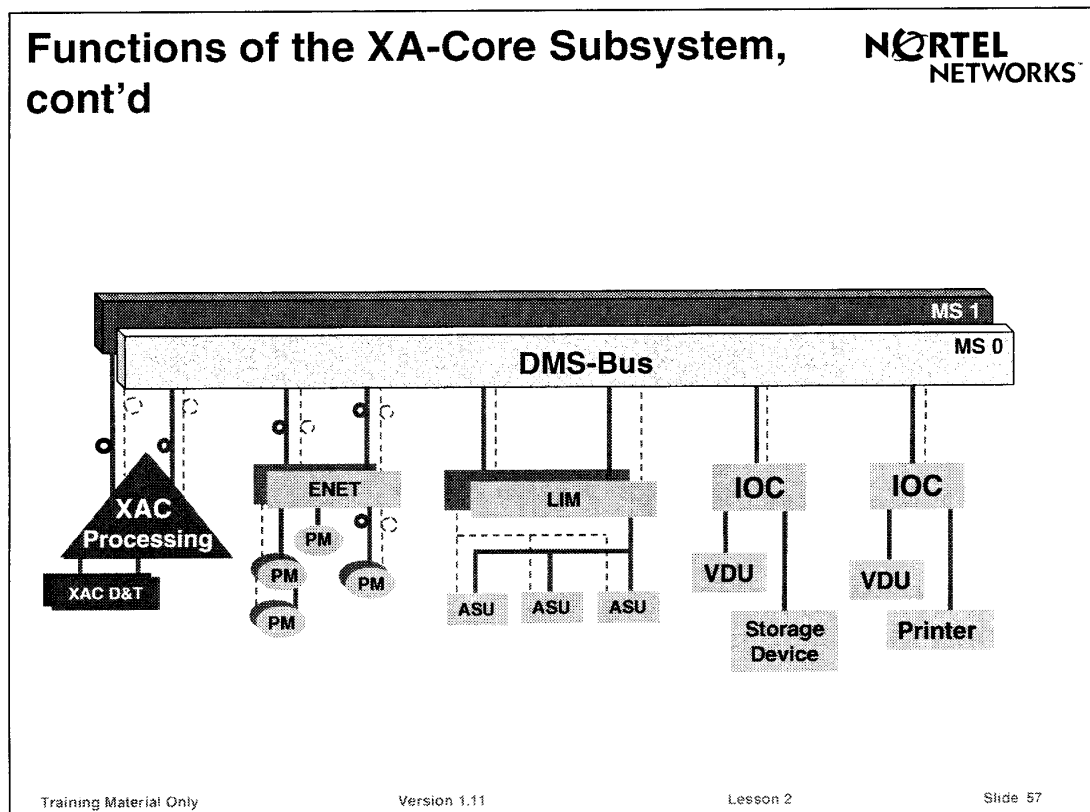 Functions of the XA-Core Subsystem,
cont'd
NORTEL
NETWORKS™
MS 1
MS 0
DMS-Bus
XAC
Processing
XAC D&T
ENET
PM
PM
PM
PM
LIM
ASU
ASU
ASU
IOC
VDU
Storage
Device
IOC
VDU
Printer
Training Material Only
Version 1.11
Lesson 2
Slide 57